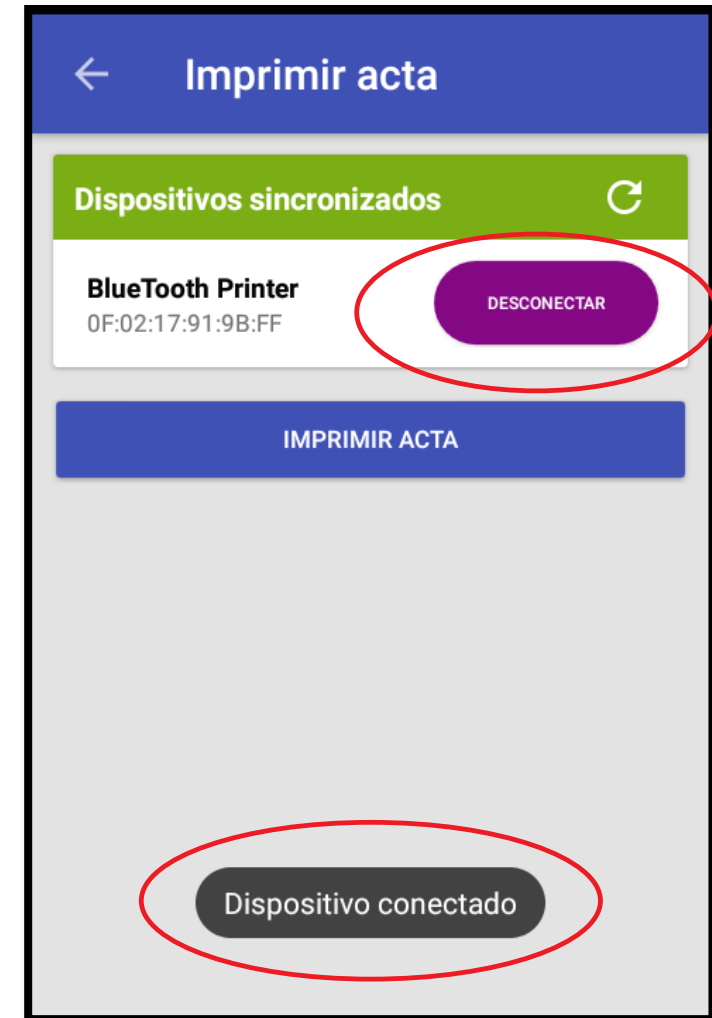 Imprimir acta
Dispositivos sincronizados
BlueTooth Printer
0F:02:17:91:9B:FF
DESCONECTAR
IMPRIMIR ACTA
Dispositivo conectado